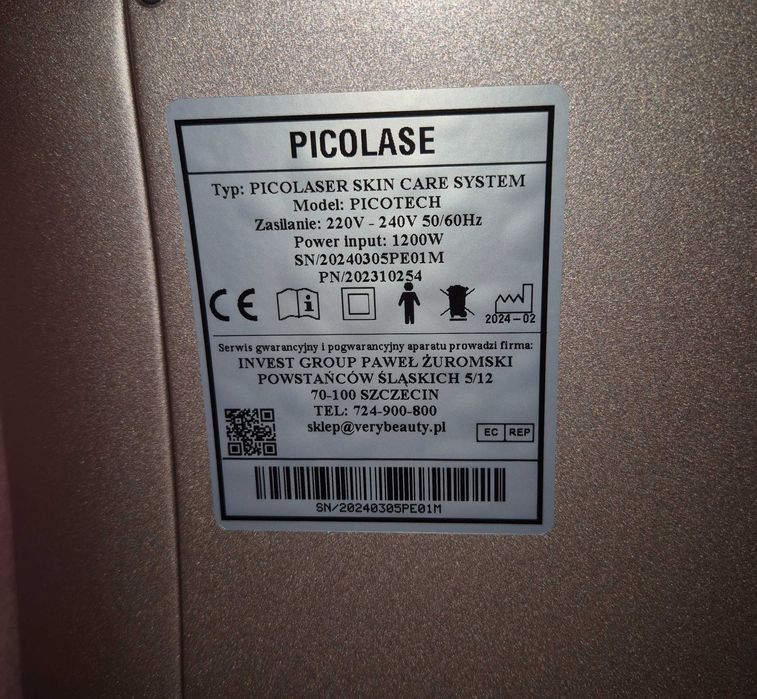 PICOLASE
Typ: PICOLASER SKIN CARE SYSTEM
Model: PICOTECH
Zasilanie: 220V - 240V 50/60Hz
Power input: 1200W
SN/20240305PE01M
PN/202310254
CE
i
2024-02
Serwis gwarancyjny i pogwarancyjny aparatu prowadzi firma:
INVEST GROUP PAWEŁ ŻUROMSKI
POWSTAŃCÓW ŚLĄSKICH 5/12
70-100 SZCZECIN
TEL: 724-900-800
sklep@verybeauty.pl
EC REP
SN/20240305PE01M